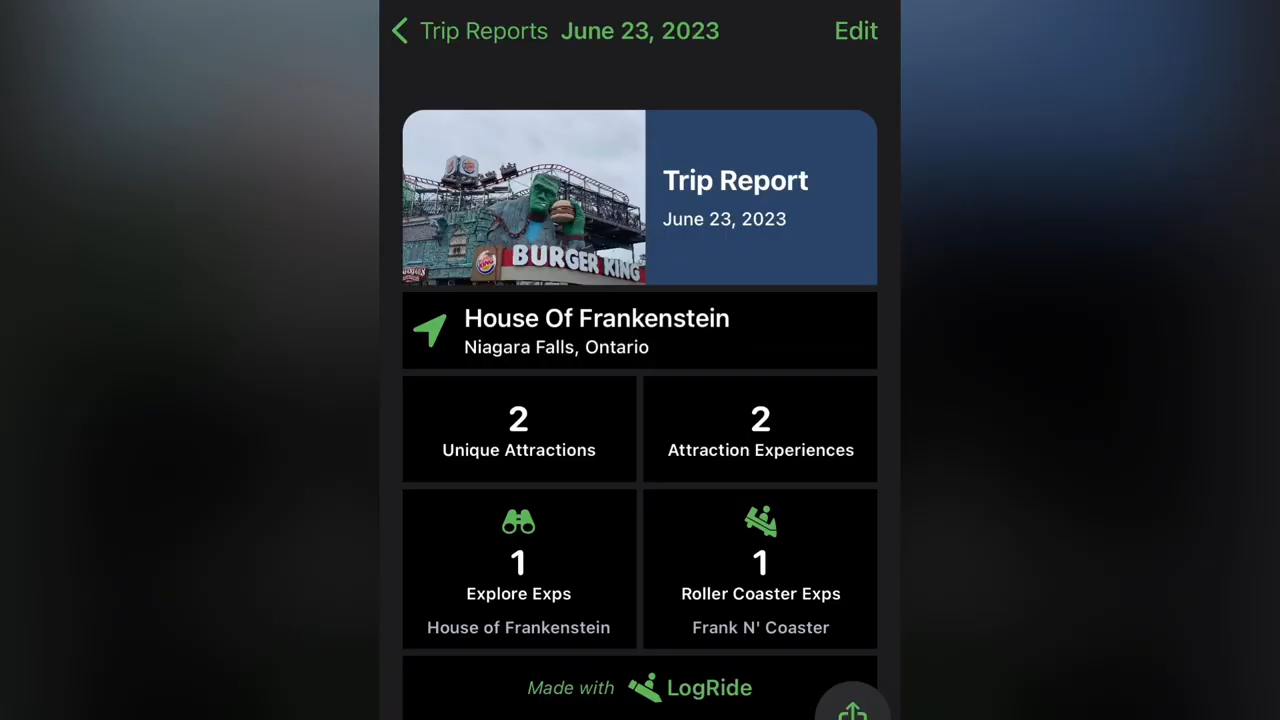 Trip Reports June 23, 2023 Edit
BURGER KING
Trip Report
June 23, 2023
House Of Frankenstein
Niagara Falls, Ontario
2
Unique Attractions
2
Attraction Experiences
1
Explore Exps
House of Frankenstein
1
Roller Coaster Exps
Frank N' Coaster
Made with LogRide